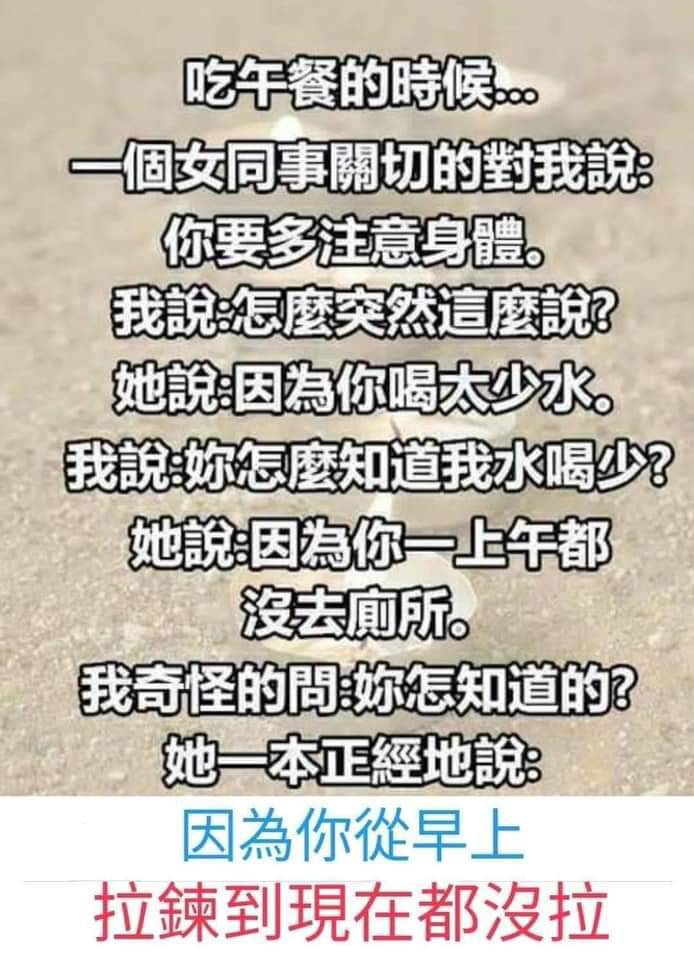 吃午餐的時候...
一個女同事關切的對我說:
你要多注意身體。
我說:怎麼突然這麼說?
她說:因為你喝太少水。
我說:妳怎麼知道我水喝少?
她說:因為你一上午都
沒去廁所。
我奇怪的問:妳怎知道的?
她一本正經地說:
因為你從早上
拉鍊到現在都沒拉